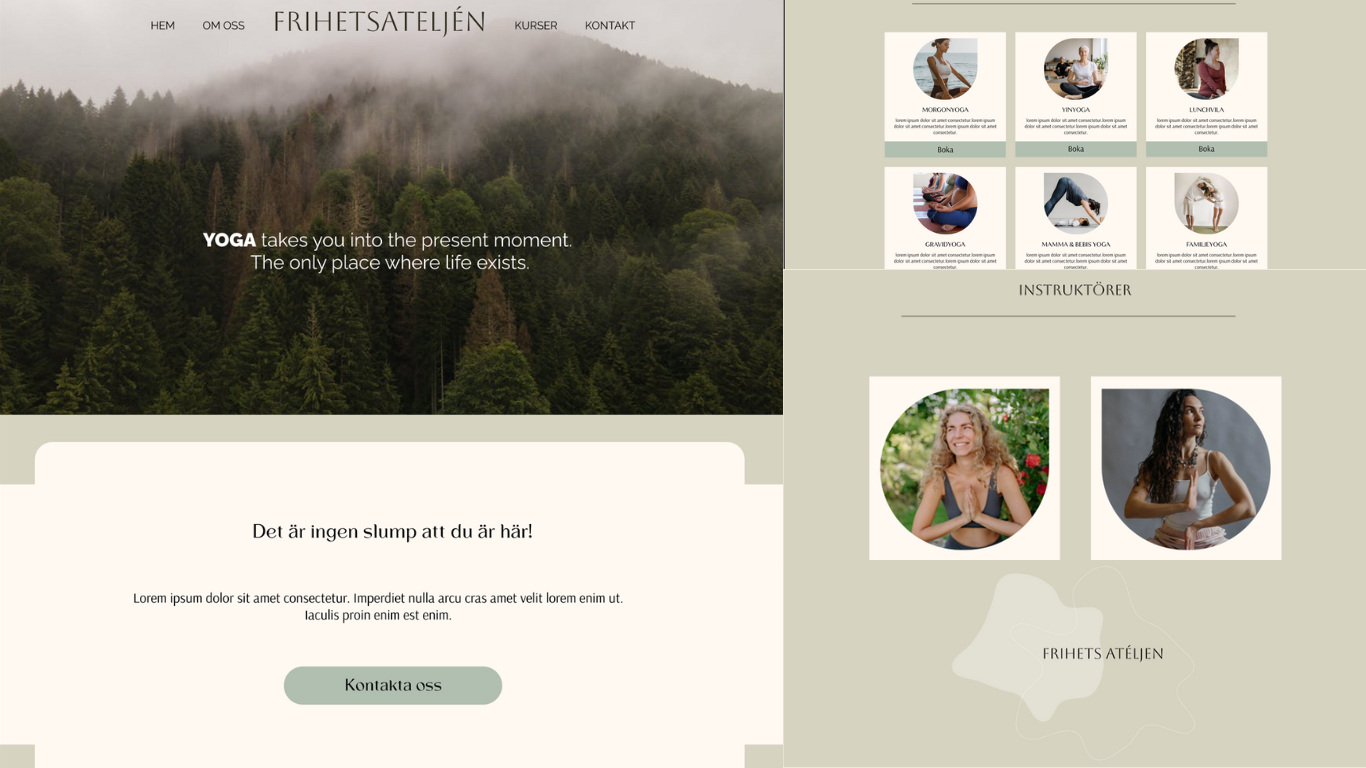 HEM OM OSS FRIHETSATELJÉN KURSER KONTAKT
YOGA takes you into the present moment.
The only place where life exists.
Det är ingen slump att du är här!
Lorem ipsum dolor sit amet consectetur. Imperdiet nulla arcu cras amet velit lorem enim ut.
Iaculis proin enim est enim.
Kontakta oss
MORGONYOGA
lorem ipsum dolor sit amet consectetur.lorem ipsum
dolor sit amet consectetur.lorem ipsum dolor sit amet
consectetur.
Boka
YINYOGA
lorem ipsum dolor sit amet consectetur.lorem ipsum
dolor sit amet consectetur.lorem ipsum dolor sit amet
consectetur.
Boka
LUNCHVILA
lorem ipsum dolor sit amet consectetur.lorem ipsum
dolor sit amet consectetur.lorem ipsum dolor sit amet
consectetur.
Boka
GRAVIDYOGA
lorem ipsum dolor sit amet consectetur.lorem ipsum
dolor sit amet consectetur.lorem ipsum dolor sit amet
consectetur.
MAMMA & BEBIS YOGA
lorem ipsum dolor sit amet consectetur.lorem ipsum
dolor sit amet consectetur.lorem ipsum dolor sit amet
consectetur.
FAMILJEYOGA
lorem ipsum dolor sit amet consectetur.lorem ipsum
dolor sit amet consectetur.lorem ipsum dolor sit amet
consectetur.
INSTRUKTÖRER
FRIHETS ATÉLJEN